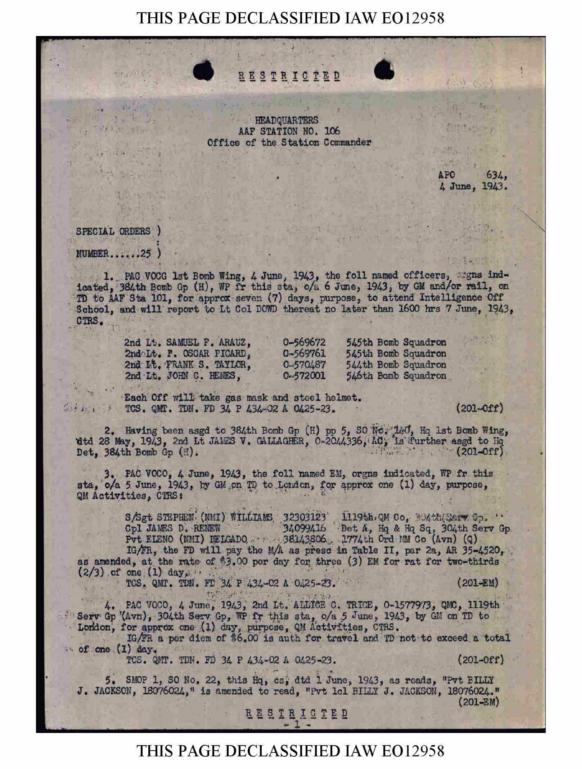 THIS PAGE DECLASSIFIED IAW EO12958
RESTRICTED
HEADQUARTERS
AAF STATION NO. 106
Office of the Station Commander
APO 634,
4 June, 1943.
SPECIAL ORDERS )
:
NUMBER......25 )
1. PAC VOCG 1st Bomb Wing, 4 June, 1943, the foll named officers, orgns ind-
icated, 384th Bomb Gp (H), WP fr this sta, o/a 6 June, 1943, by GM and/or rail, on
TD to AAF Sta 101, for approx seven (7) days, purpose, to attend Intelligence Off
School, and will report to Lt Col DOWD thereat no later than 1600 hrs 7 June, 1943,
CTRS.
2nd Lt. SAMUEL P. ARAUZ, O-569672 545th Bomb Squadron
2nd Lt. P. OSCAR PICARD, O-569761 545th Bomb Squadron
2nd Lt. FRANK S. TAYLOR, O-570487 544th Bomb Squadron
2nd Lt. JOHN C. HENES, O-572001 546th Bomb Squadron
Each Off will take gas mask and steel helmet.
TCS. QMT. TDN. FD 34 P 434-02 A 0425-23. (201-Off)
2. Having been asgd to 384th Bomb Gp (H) pp 5, SO No. 140, Hq 1st Bomb Wing,
dtd 28 May, 1943, 2nd Lt JAMES V. GALLAGHER, O-2044336, AC, is further asgd to Hq
Det, 384th Bomb Gp (H). (201-Off)
3. PAC VOCO, 4 June, 1943, the foll named EM, orgns indicated, WP fr this
sta, o/a 5 June, 1943, by GM on TD to London, for approx one (1) day, purpose,
QM Activities, CTRS:
S/Sgt STEPHEN (NMI) WILLIAMS 32303123 1119th QM Co, 304th Serv Gp.
Cpl JAMES D. RENEN 34099416 Det A, Hq & Hq Sq, 304th Serv Gp
Pvt ELENO (NMI) DELGADO 38143806 1774th Ord MM Co (Avn) (Q)
IG/FR, the FD will pay the M/A as presc in Table II, par 2a, AR 35-4520,
as amended, at the rate of $3.00 per day for three (3) EM for rat for two-thirds
(2/3) of one (1) day.
TCS. QMT. TDN. FD 34 P 434-02 A 0425-23. (201-EM)
4. PAC VOCO, 4 June, 1943, 2nd Lt. ALLICE C. TRICE, O-1577973, QMC, 1119th
Serv Gp (Avn), 304th Serv Gp, WP fr this sta, o/a 5 June, 1943, by GM on TD to
London, for approx one (1) day, purpose, QM Activities, CTRS.
IG/FR a per diem of $6.00 is auth for travel and TD not to exceed a total
of one (1) day.
TCS. QMT. TDN. FD 34 P 434-02 A 0425-23. (201-Off)
5. SMOP 1, SO No. 22, this Hq, cs, dtd 1 June, 1943, as reads, "Pvt BILLY
J. JACKSON, 18076024," is amended to read, "Pvt 1cl BILLY J. JACKSON, 18076024."
(201-EM)
RESTRICTED
- 1 -
THIS PAGE DECLASSIFIED IAW EO12958